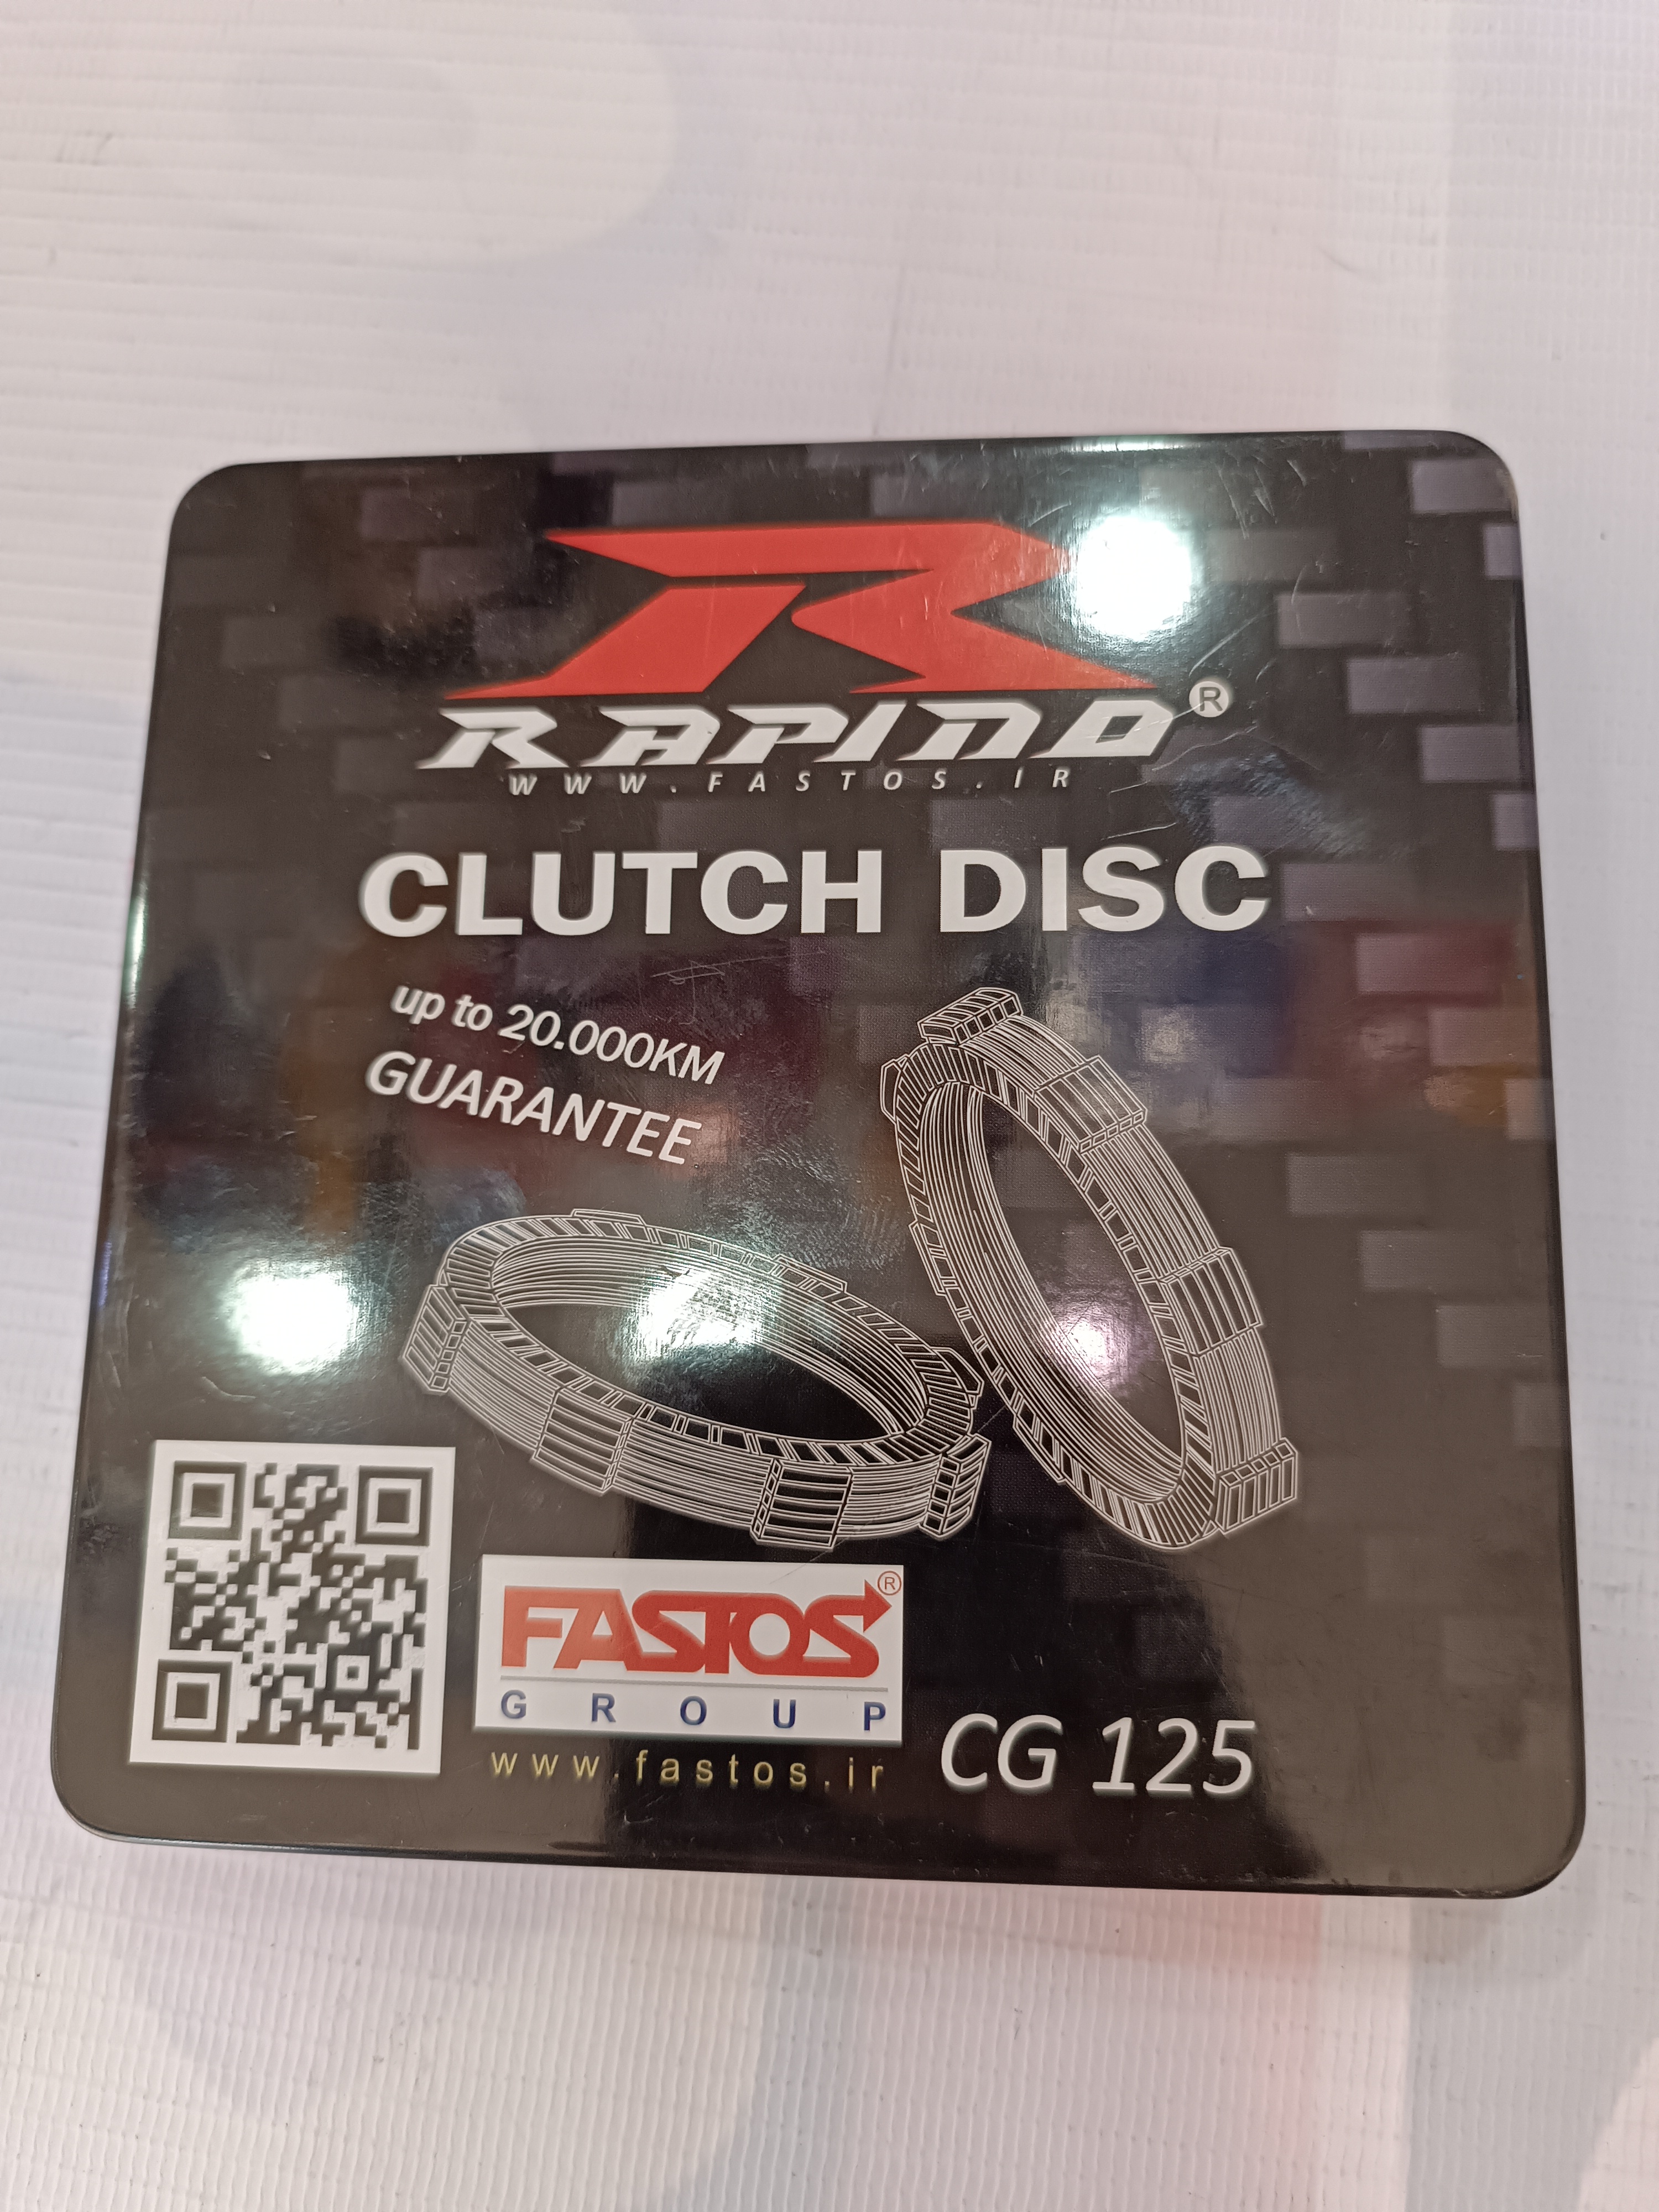 RAPIDO®
WWW.FASTOS.IR
CLUTCH DISC
up to 20.000KM
GUARANTEE
FASTOS®
GROUP
www.fastos.ir
CG 125